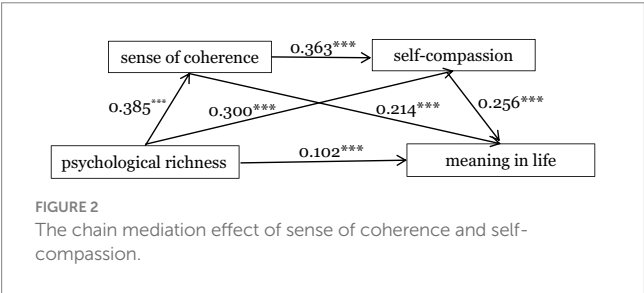 sense of coherence 0.363*** self-compassion
0.385*** 0.300*** 0.214*** 0.256***
psychological richness 0.102*** meaning in life
FIGURE 2
The chain mediation effect of sense of coherence and self-
compassion.